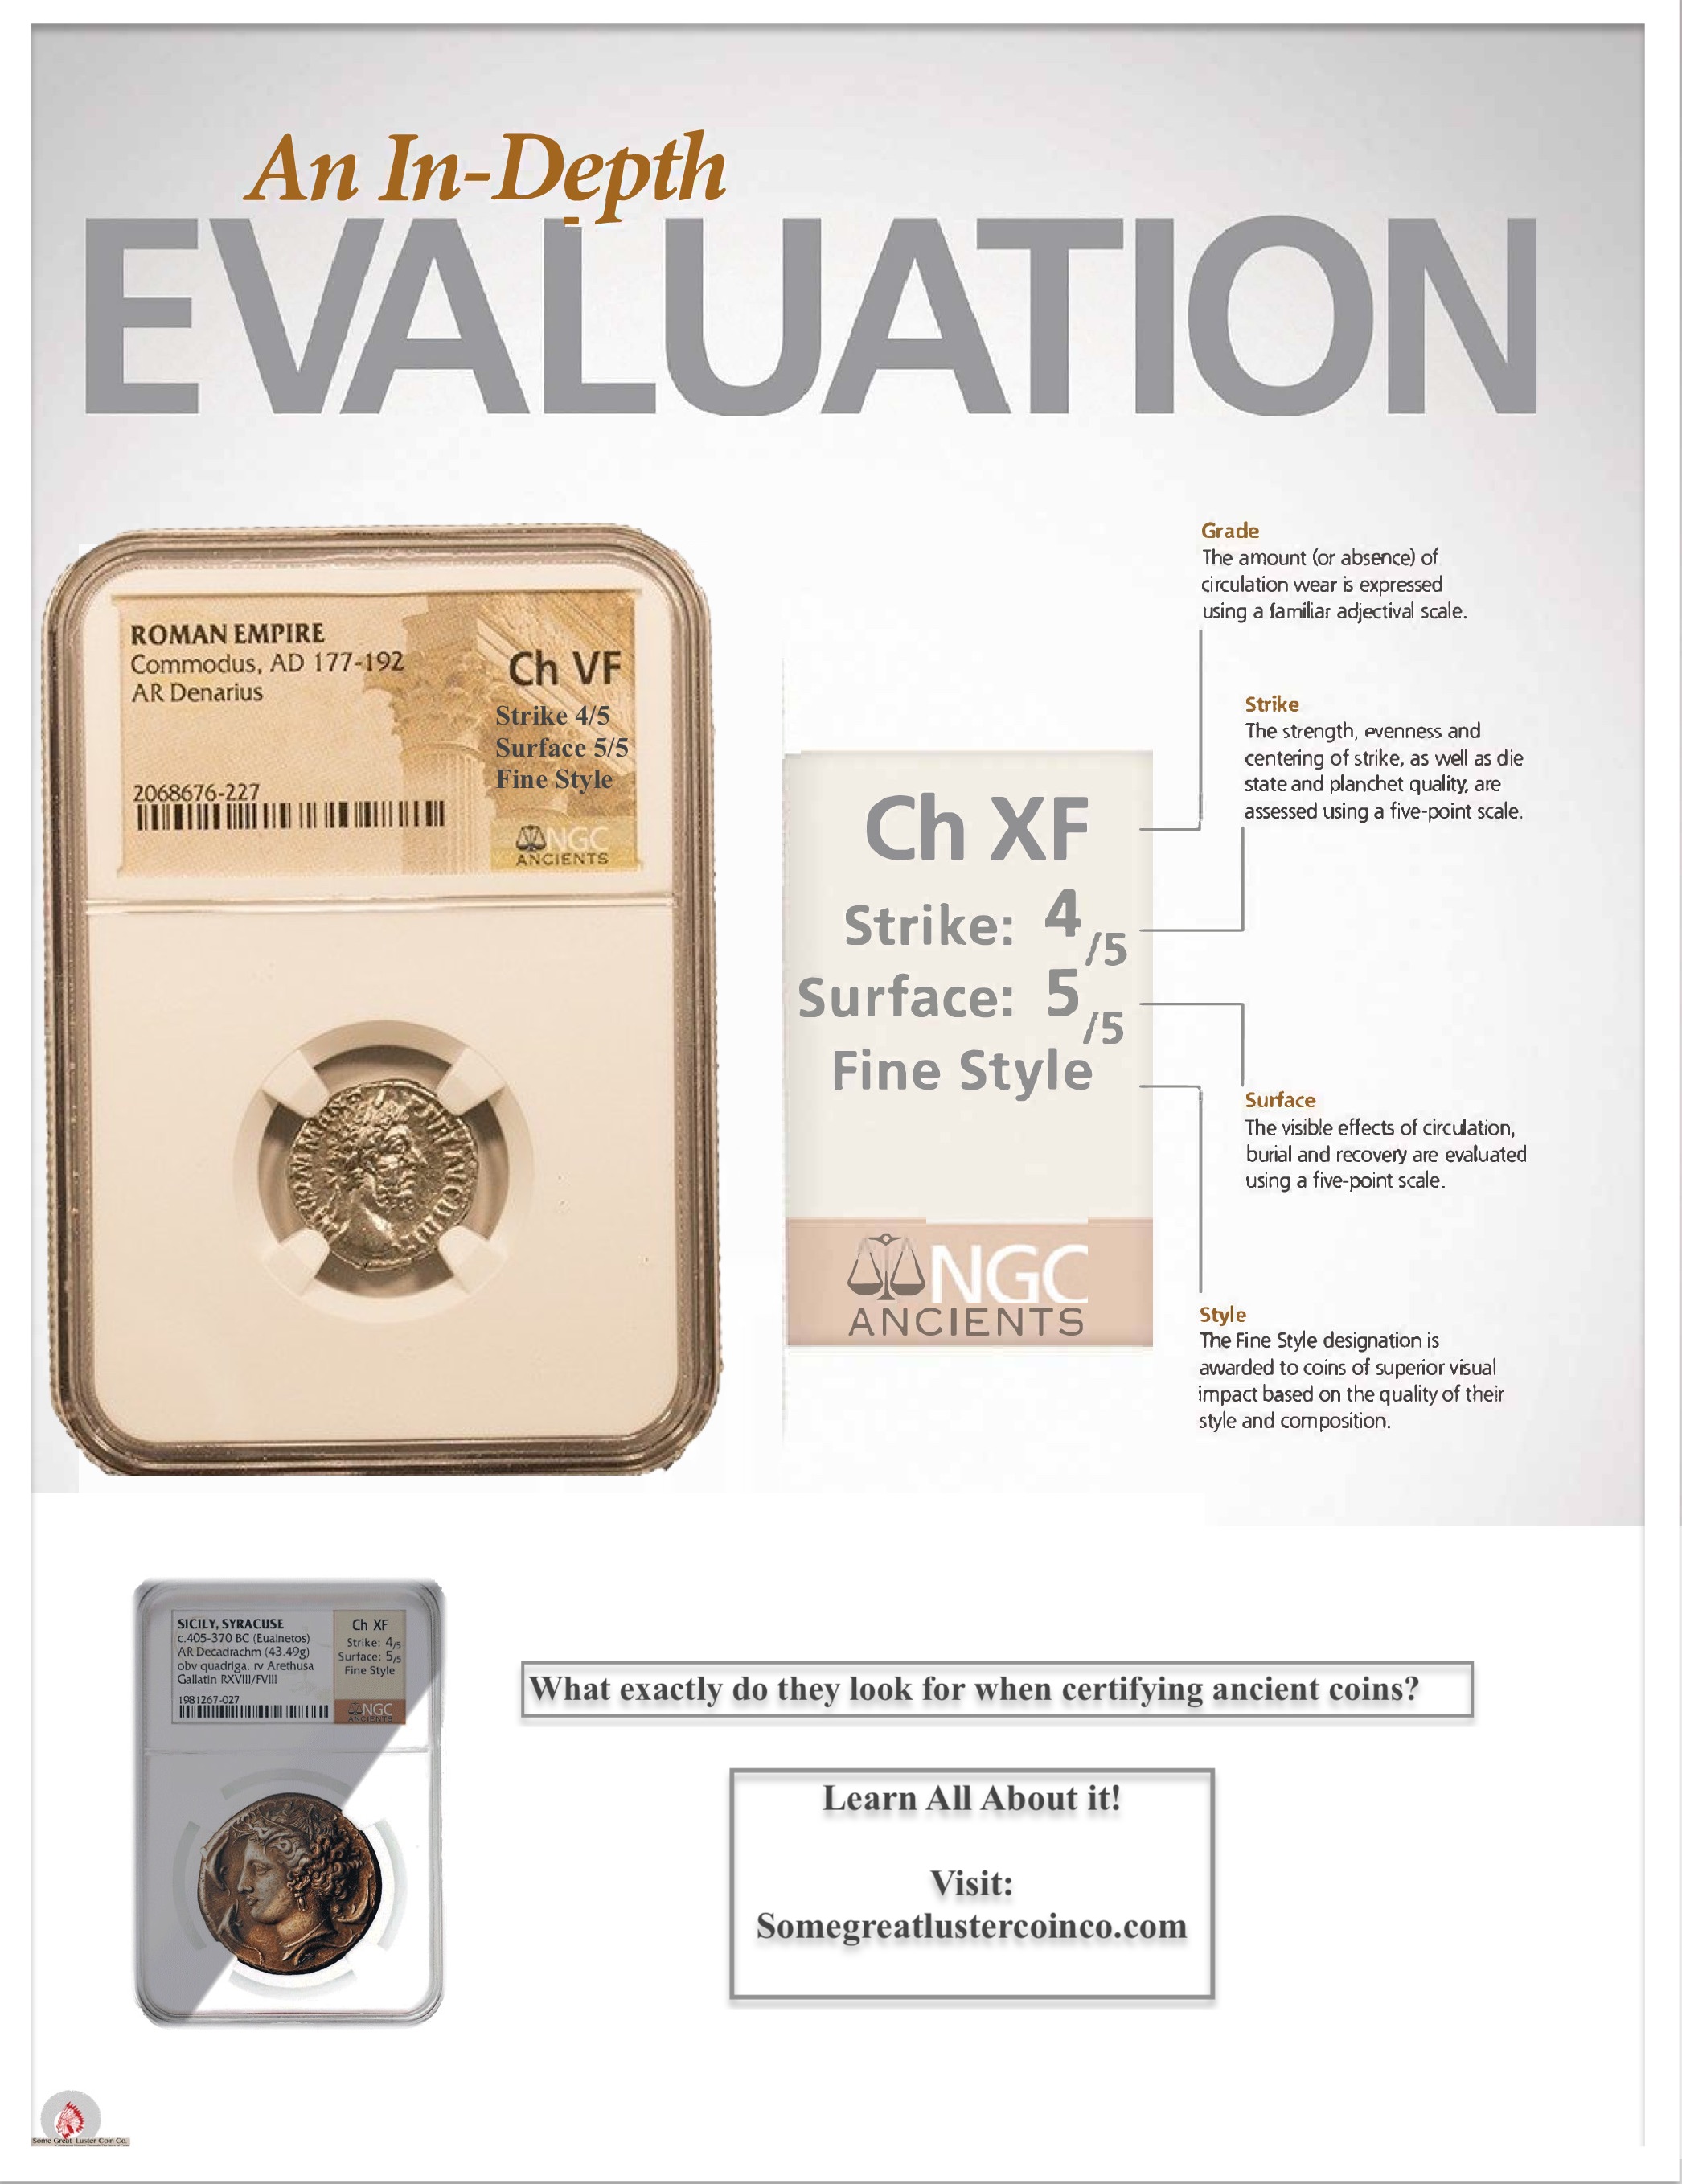 An In-Depth
EVALUATION
ROMAN EMPIRE
Commodus, AD 177-192
AR Denarius
Ch VF
Strike 4/5
Surface 5/5
Fine Style
2068676-227
NGC
ANCIENTS
Ch XF
Strike: 4/5
Surface: 5/5
Fine Style
NGC
ANCIENTS
Grade
The amount (or absence) of
circulation wear is expressed
using a familiar adjectival scale.
Strike
The strength, evenness and
centering of strike, as well as die
state and planchet quality, are
assessed using a five-point scale.
Surface
The visible effects of circulation,
burial and recovery are evaluated
using a five-point scale.
Style
The Fine Style designation is
awarded to coins of superior visual
impact based on the quality of their
style and composition.
SICILY, SYRACUSE
c.405-370 BC (Euainetos)
AR Decadrachm (43.49g)
obv quadriga. rv Arethusa
Gallatin RXVIII/FVIII
1981267-027
Ch XF
Strike: 4/5
Surface: 5/5
Fine Style
NGC
ANCIENTS
What exactly do they look for when certifying ancient coins?
Learn All About it!
Visit:
Somegreatlustercoinco.com
Some Great Luster Coin Co.